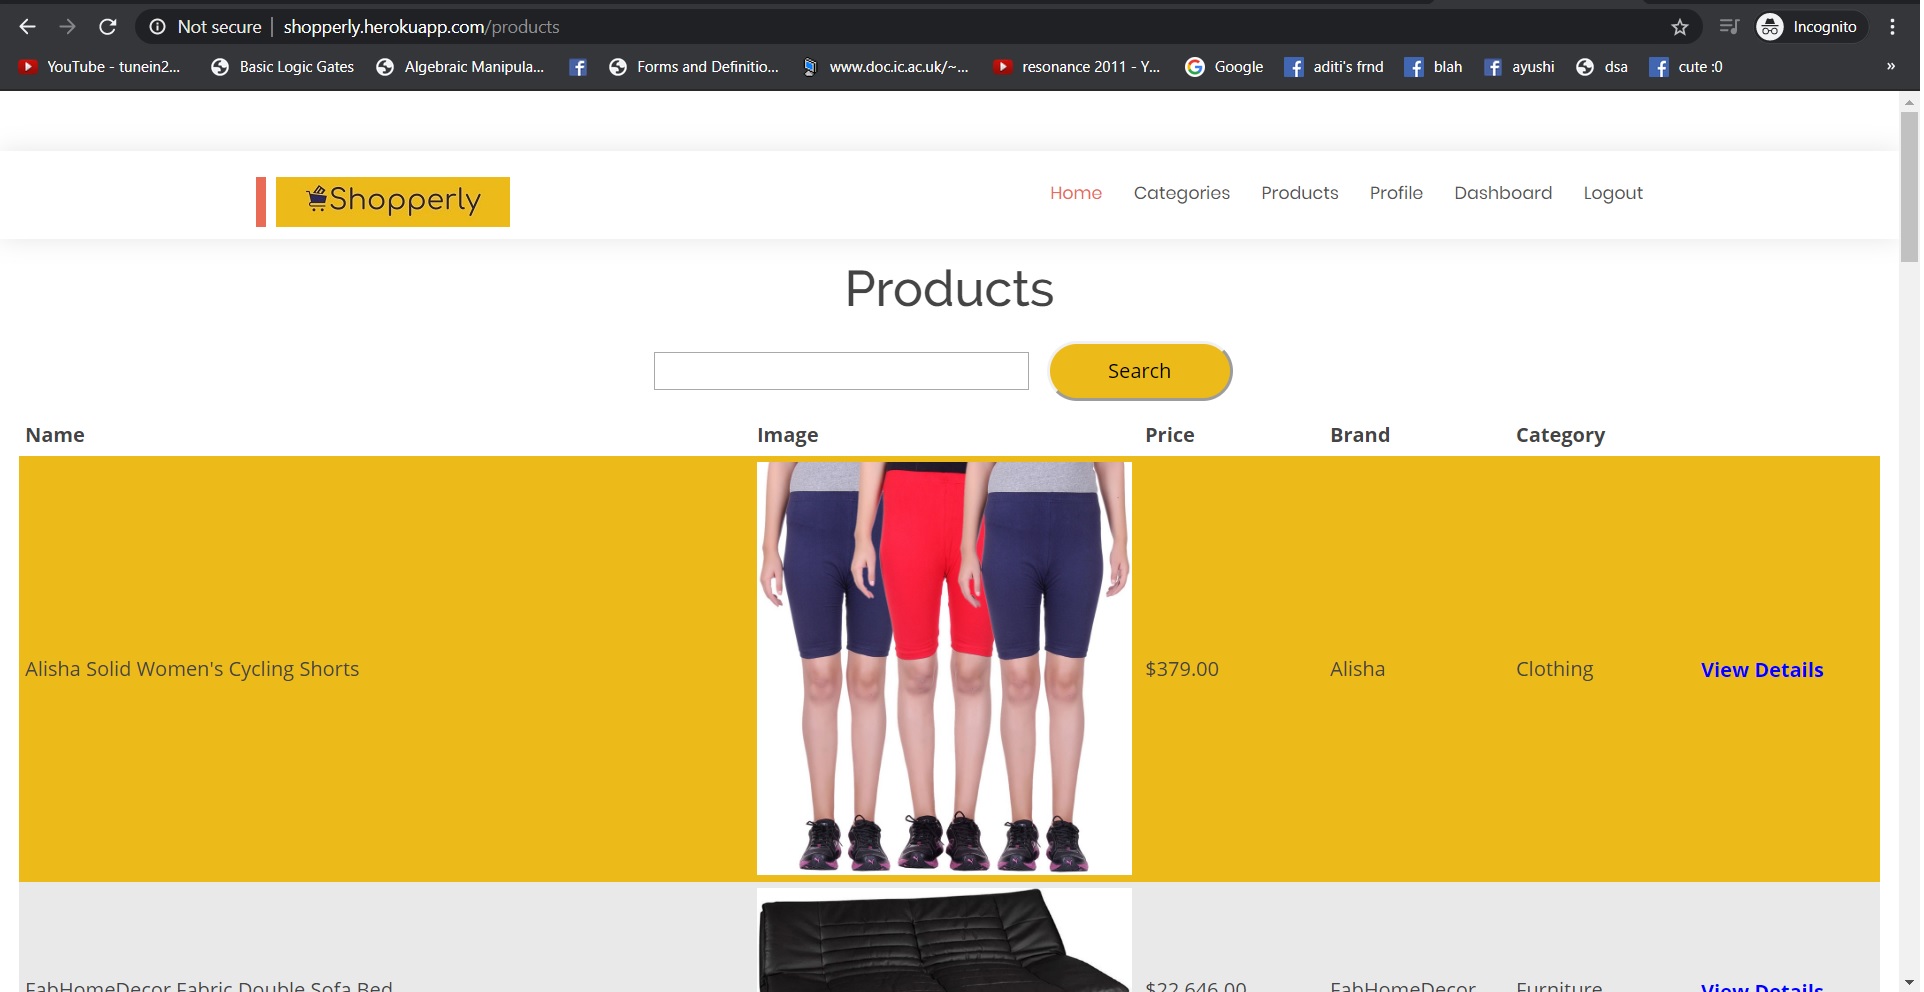 Not secure | shopperly.herokuapp.com/products
Incognito
YouTube - tunein2... Basic Logic Gates Algebraic Manipula... Forms and Definitio... www.doc.ic.ac.uk/~... resonance 2011 - Y... Google aditi's frnd blah ayushi dsa cute :0 »
Shopperly
Home Categories Products Profile Dashboard Logout
Products
Search
Name Image Price Brand Category
Alisha Solid Women's Cycling Shorts $379.00 Alisha Clothing View Details
FabHomeDecor Fabric Double Sofa Bed $22,646.00 FabHomeDecor Furniture View Details